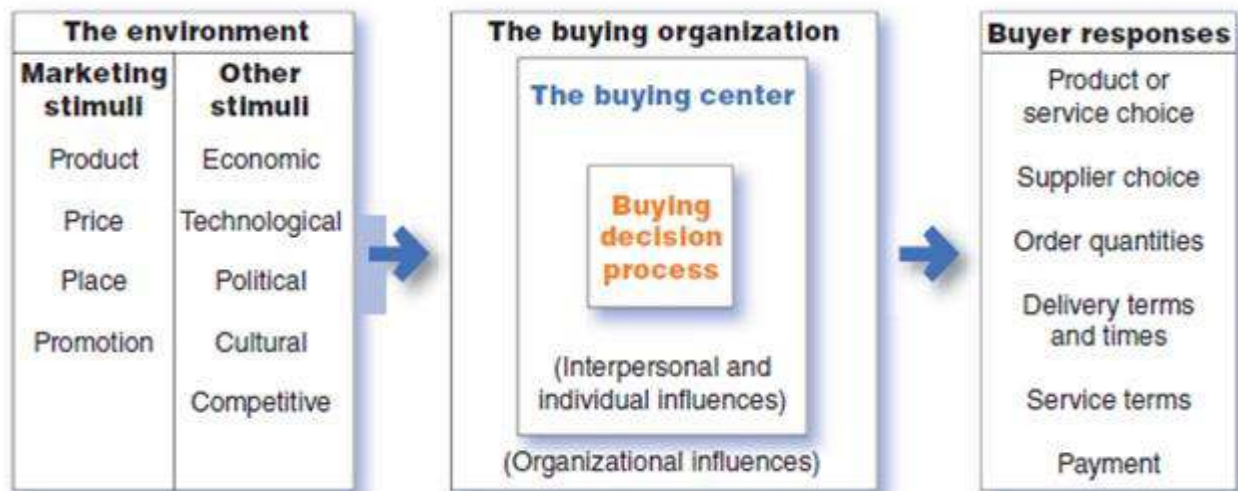 The environment
Marketing
stimuli
Product
Price
Place
Promotion
Other
stimuli
Economic
Technological
Political
Cultural
Competitive
The buying organization
The buying center
Buying
decision
process
(Interpersonal and
individual influences)
(Organizational influences)
Buyer responses
Product or
service choice
Supplier choice
Order quantities
Delivery terms
and times
Service terms
Payment